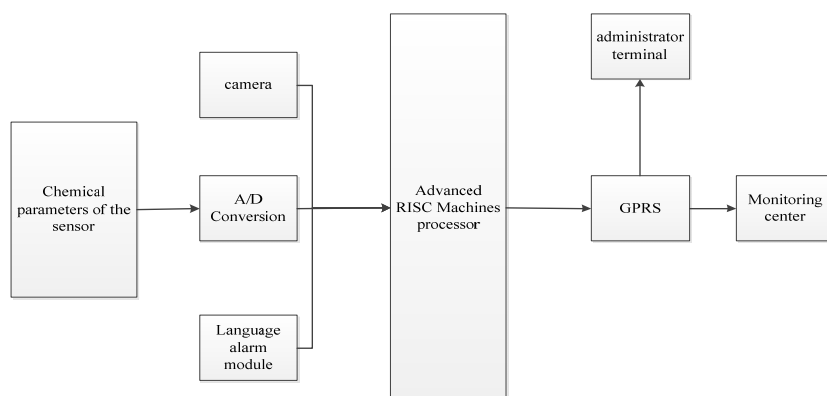 administrator
terminal
camera
Chemical
parameters of the
sensor
A/D
Conversion
Advanced
RISC Machines
processor
GPRS
Monitoring
center
Language
alarm
module